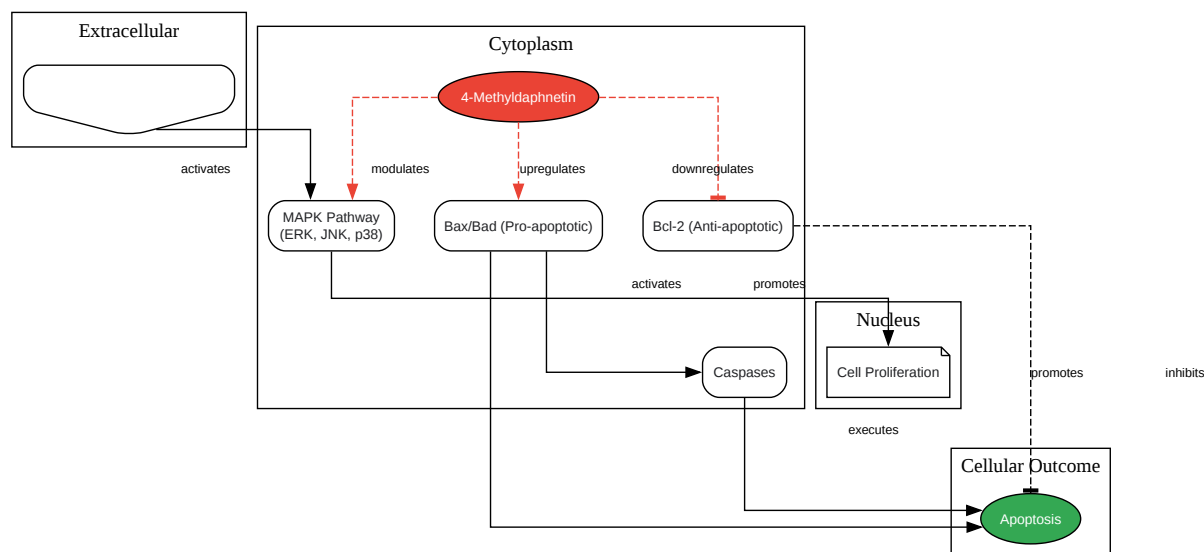 Extracellular
Cytoplasm
4-Methyldaphnetin
activates
modulates
upregulates
downregulates
MAPK Pathway
(ERK, JNK, p38)
Bax/Bad (Pro-apoptotic)
Bcl-2 (Anti-apoptotic)
activates
promotes
Nucleus
Caspases
Cell Proliferation
promotes
inhibits
executes
Cellular Outcome
Apoptosis